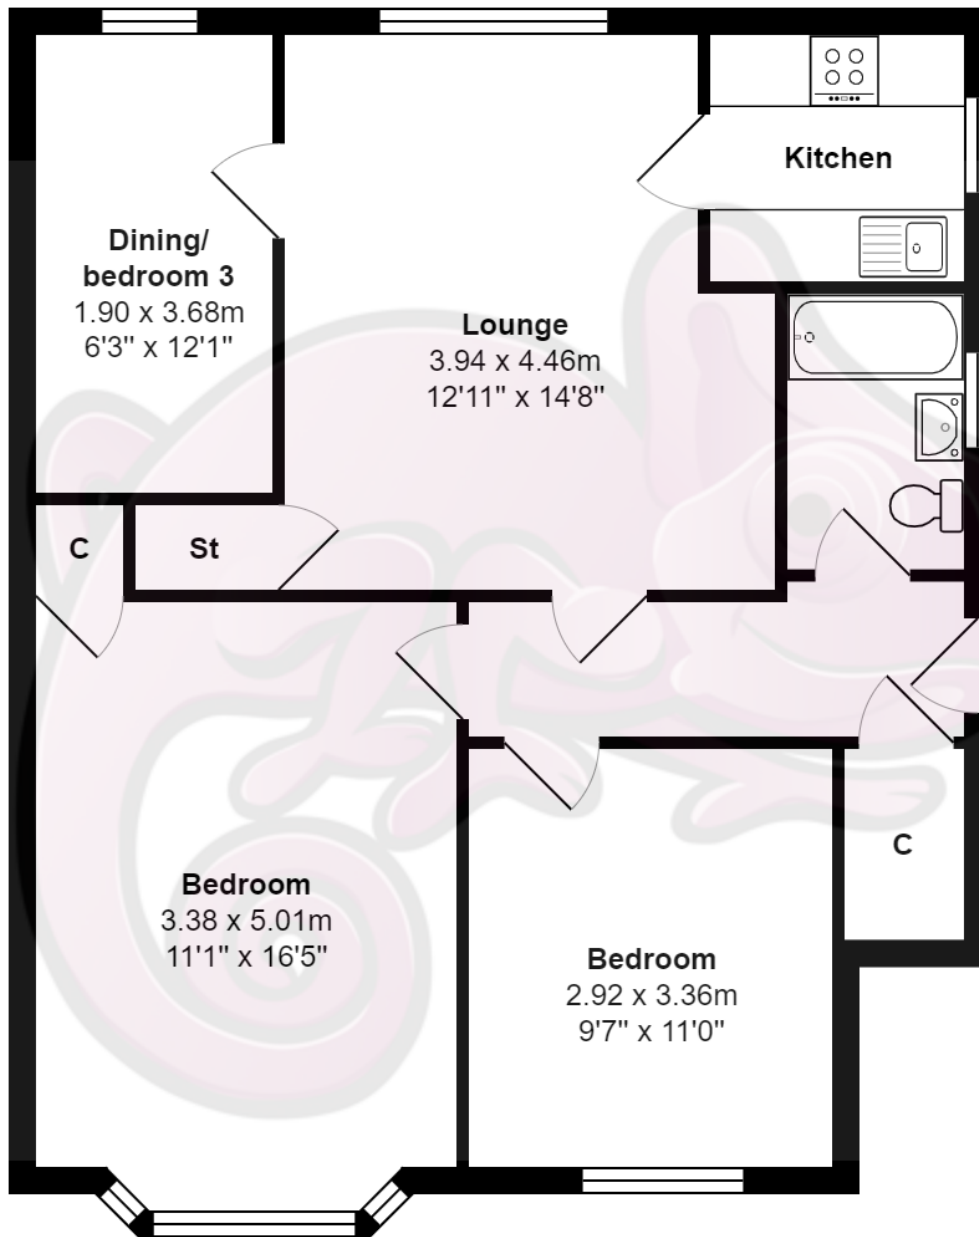 Kitchen
Dining/
bedroom 3
1.90 x 3.68m
6'3" x 12'1"
Lounge
3.94 x 4.46m
12'11" x 14'8"
C
St
C
Bedroom
3.38 x 5.01m
11'1" x 16'5"
Bedroom
2.92 x 3.36m
9'7" x 11'0"